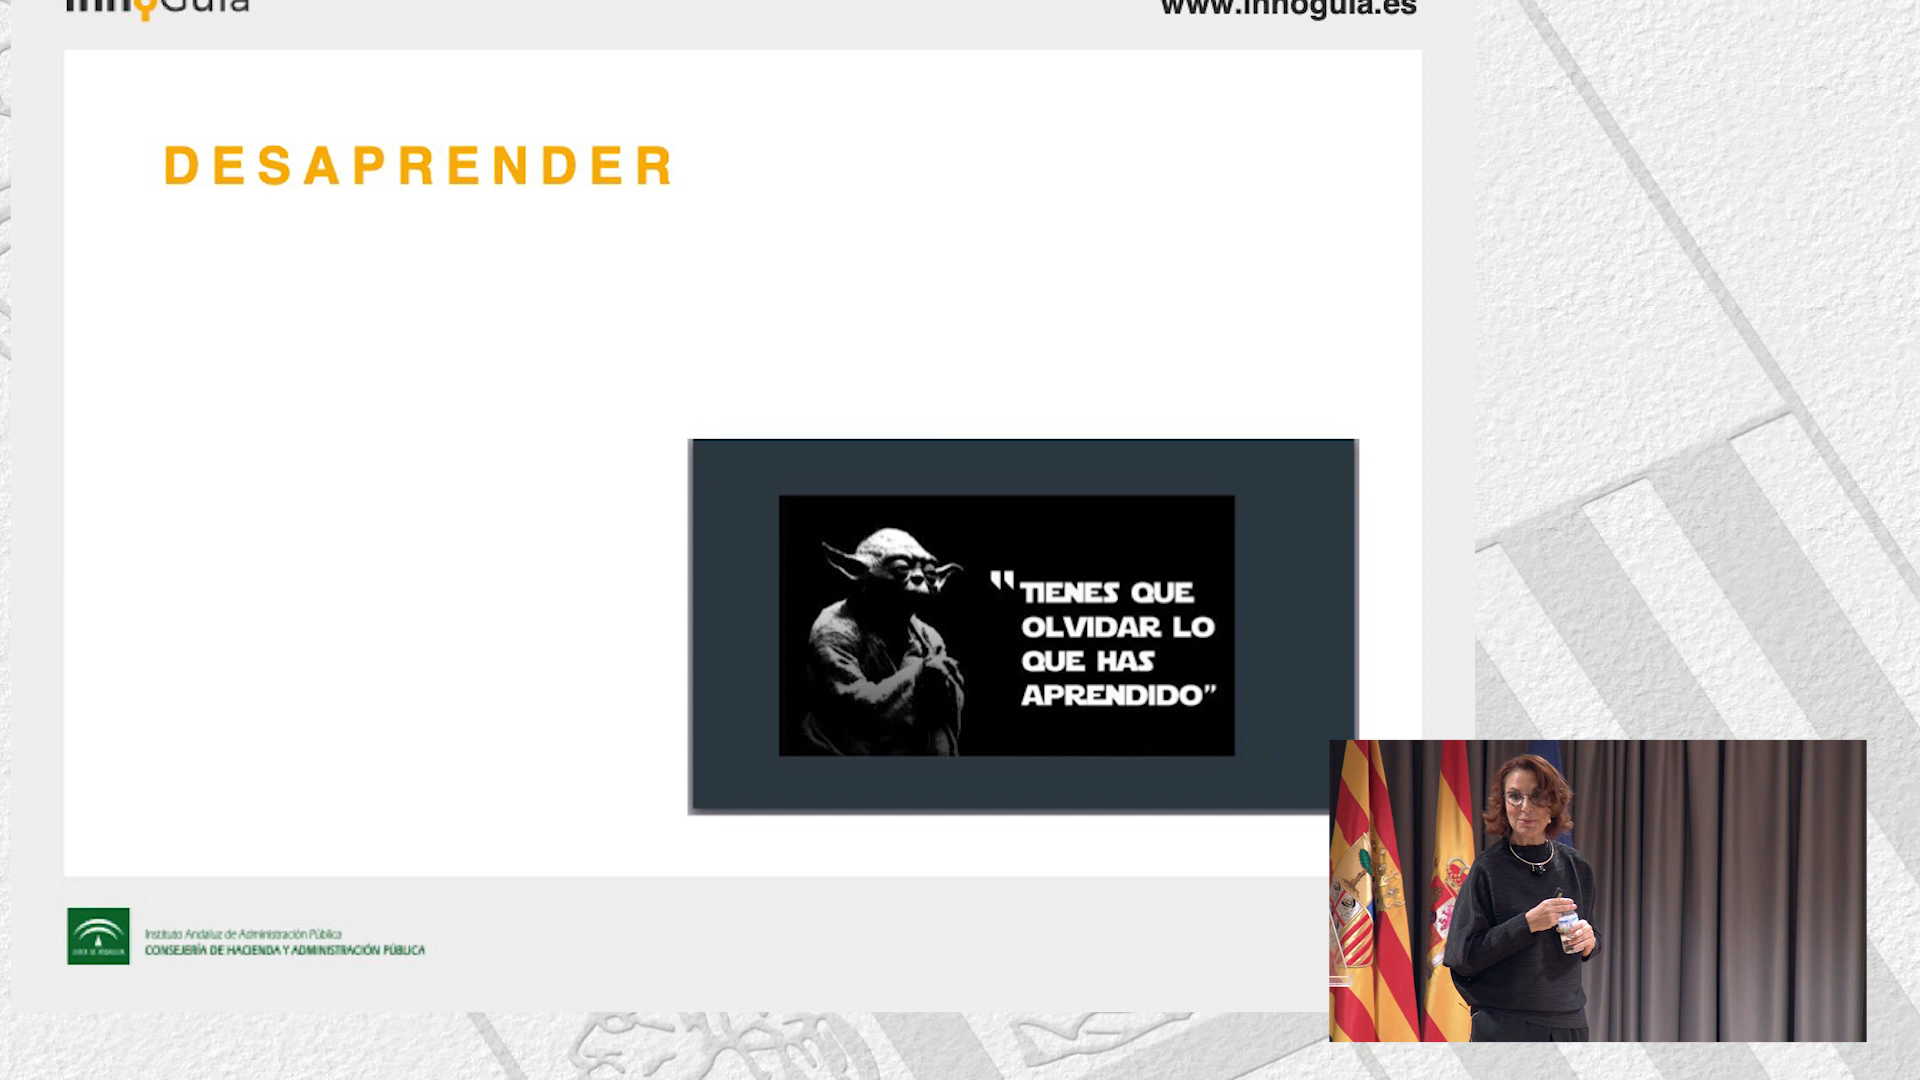 InnoGuía
www.innoguia.es
DESAPRENDER
"TIENES QUE
OLVIDAR LO
QUE HAS
APRENDIDO"
Instituto Andaluz de Administración Pública
CONSEJERÍA DE HACIENDA Y ADMINISTRACIÓN PÚBLICA